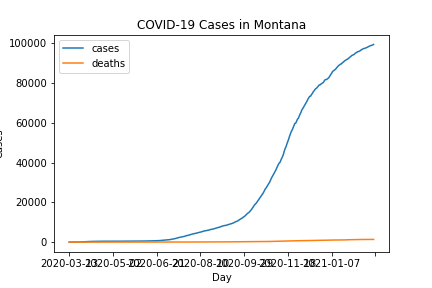 COVID-19 Cases in Montana
cases
deaths
100000
80000
60000
40000
20000
0
cases
2020-03-13 2020-05-02 2020-06-21 2020-08-10 2020-09-29 2020-11-18 2021-01-07
Day